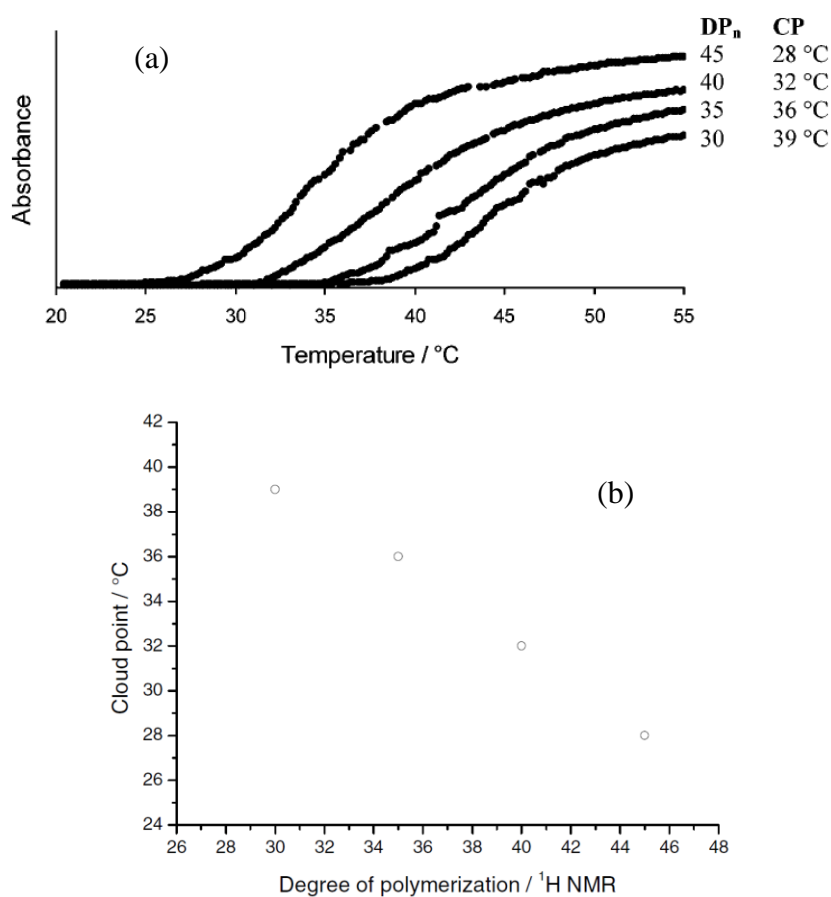 (a)
DPn CP
45 28 °C
40 32 °C
35 36 °C
30 39 °C
Absorbance
20 25 30 35 40 45 50 55
Temperature / °C
(b)
42
40
38
36
34
32
30
28
26
24
Cloud point / °C
26 28 30 32 34 36 38 40 42 44 46 48
Degree of polymerization / ¹H NMR